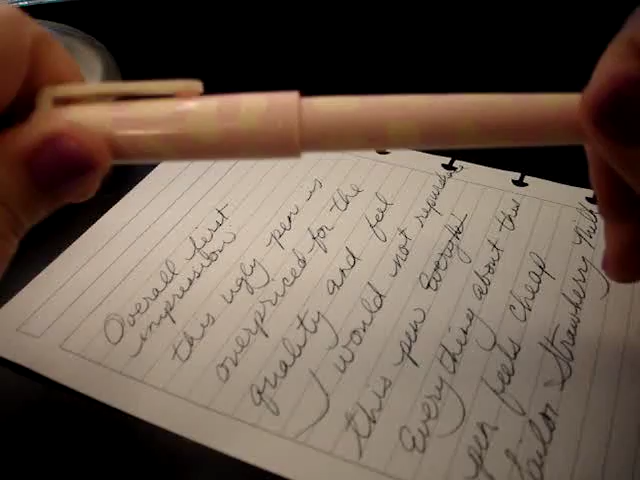 Overall first
impression
this ugly pen is
overpriced for the
quality and feel
I would not repurchase
this pen
Everything about this
pen feels cheap
Sailor Strawberry Milk